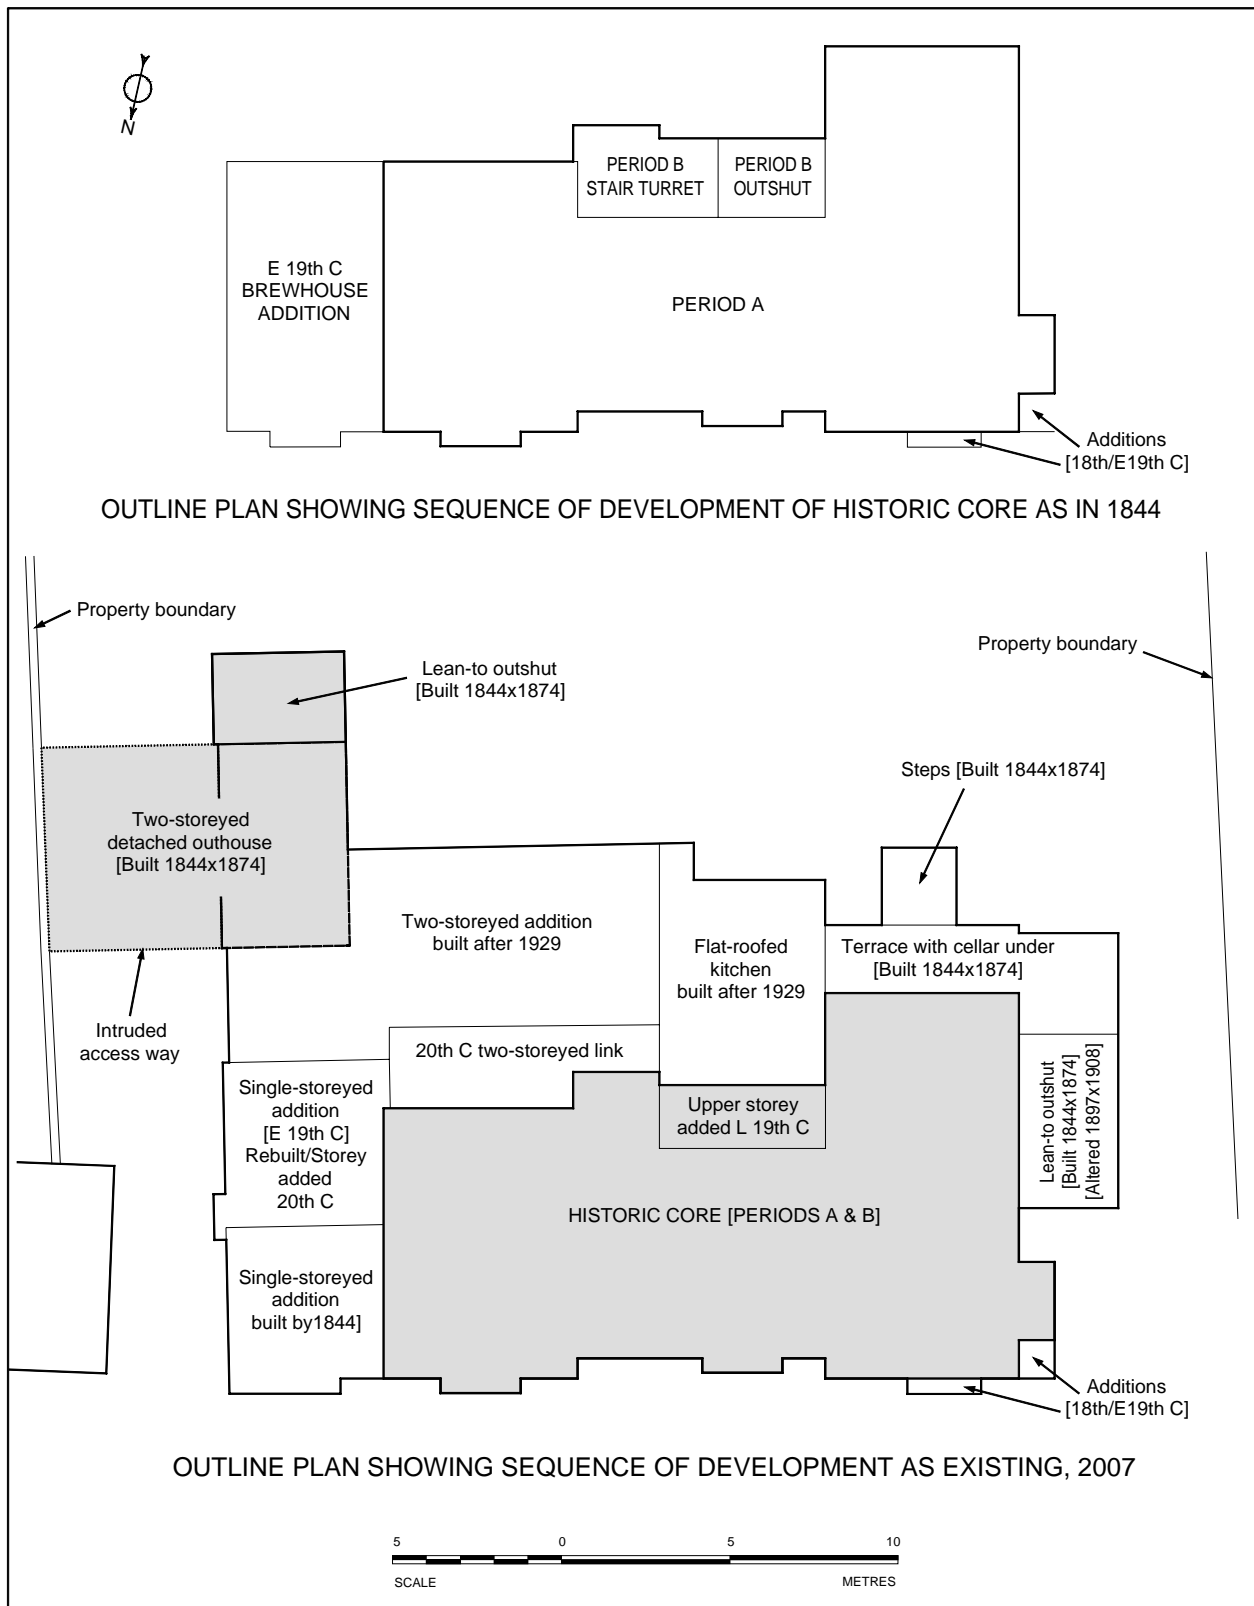 N
PERIOD B
STAIR TURRET
PERIOD B
OUTSHUT
E 19th C
BREWHOUSE
ADDITION
PERIOD A
Additions
[18th/E19th C]
OUTLINE PLAN SHOWING SEQUENCE OF DEVELOPMENT OF HISTORIC CORE AS IN 1844
Property boundary
Property boundary
Lean-to outshut
[Built 1844x1874]
Steps [Built 1844x1874]
Two-storeyed
detached outhouse
[Built 1844x1874]
Two-storeyed addition
built after 1929
Flat-roofed
kitchen
built after 1929
Terrace with cellar under
[Built 1844x1874]
Intruded
access way
20th C two-storeyed link
Single-storeyed
addition
[E 19th C]
Rebuilt/Storey
added
20th C
Upper storey
added L 19th C
Lean-to outshut
[Built 1844x1874]
[Altered 1897x1908]
HISTORIC CORE [PERIODS A & B]
Single-storeyed
addition
built by1844]
Additions
[18th/E19th C]
OUTLINE PLAN SHOWING SEQUENCE OF DEVELOPMENT AS EXISTING, 2007
5 0 5 10
SCALE METRES